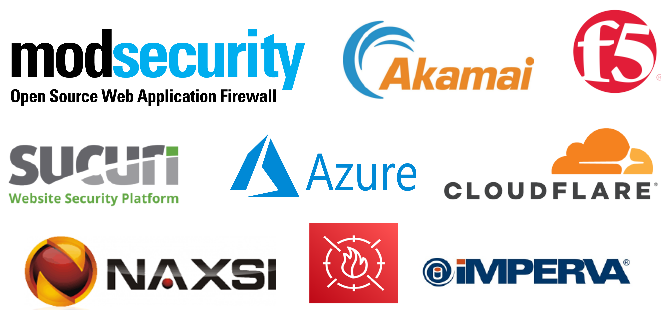 modsecurity
Open Source Web Application Firewall
Akamai
f5
®
sucuri
Website Security Platform
Azure
CLOUDFLARE®
NAXSI
iMPERVA®